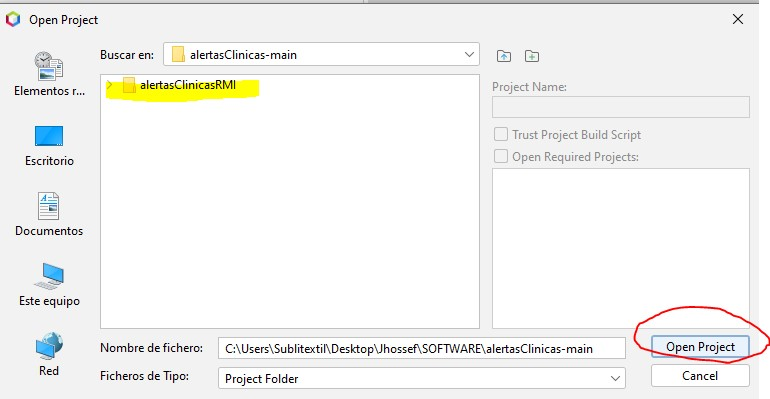 Open Project
Buscar en:
alertasClinicas-main
alertasClinicasRMI
Elementos r...
Escritorio
Documentos
Este equipo
Red
Project Name:
Trust Project Build Script
Open Required Projects:
Nombre de fichero:
C:\Users\Sublitextil\Desktop\Jhossef\SOFTWARE\alertasClinicas-main
Open Project
Ficheros de Tipo:
Project Folder
Cancel